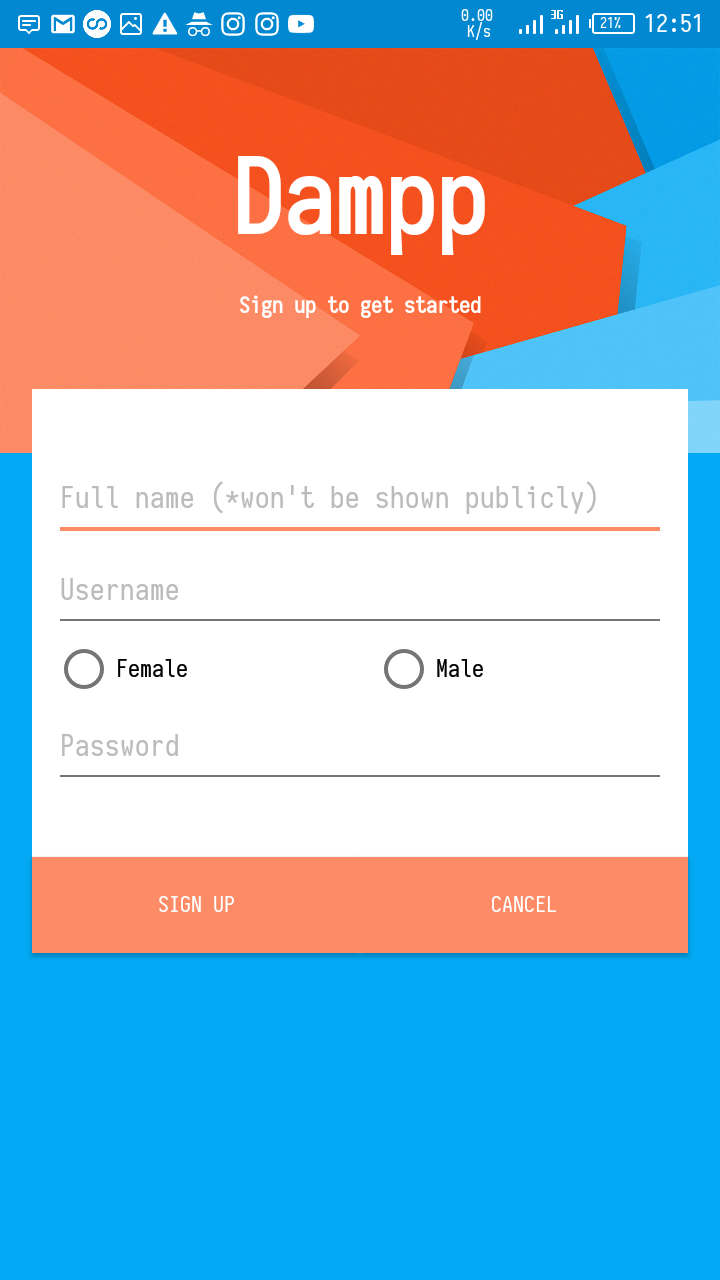 0.00
K/s
3G
21%
12:51
Dampp
Sign up to get started
Full name (*won't be shown publicly)
Username
Female
Male
Password
SIGN UP
CANCEL